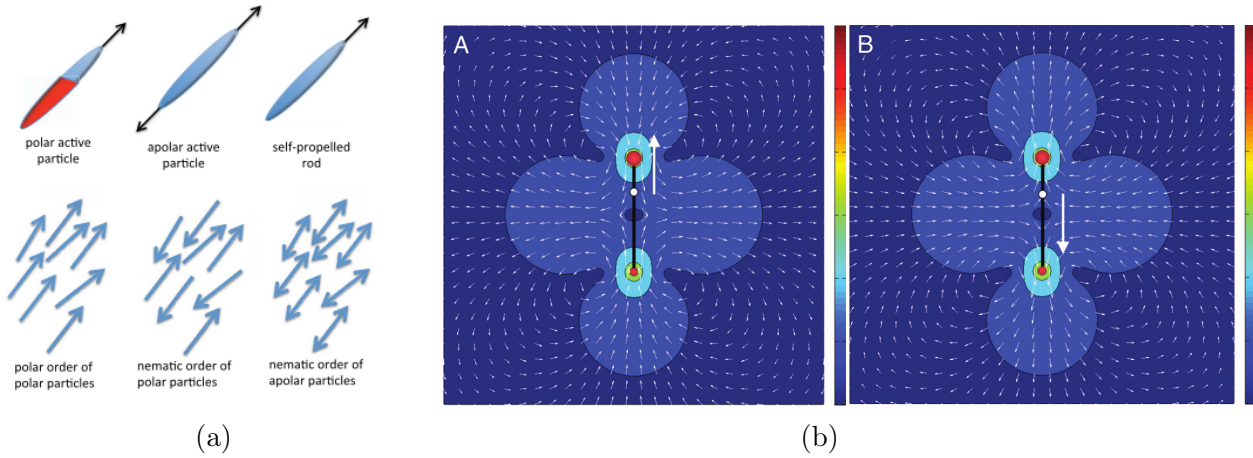 A
B
polar active
particle
apolar active
particle
self-propelled
rod
polar order of
polar particles
nematic order of
polar particles
nematic order of
apolar particles
(a)
(b)